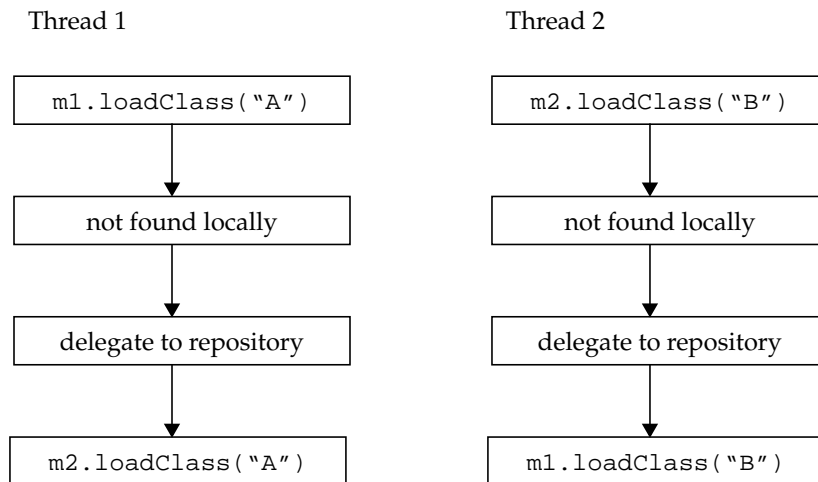 Thread 1
m1.loadClass(“A”)
not found locally
delegate to repository
m2.loadClass(“A”)
Thread 2
m2.loadClass(“B”)
not found locally
delegate to repository
m1.loadClass(“B”)